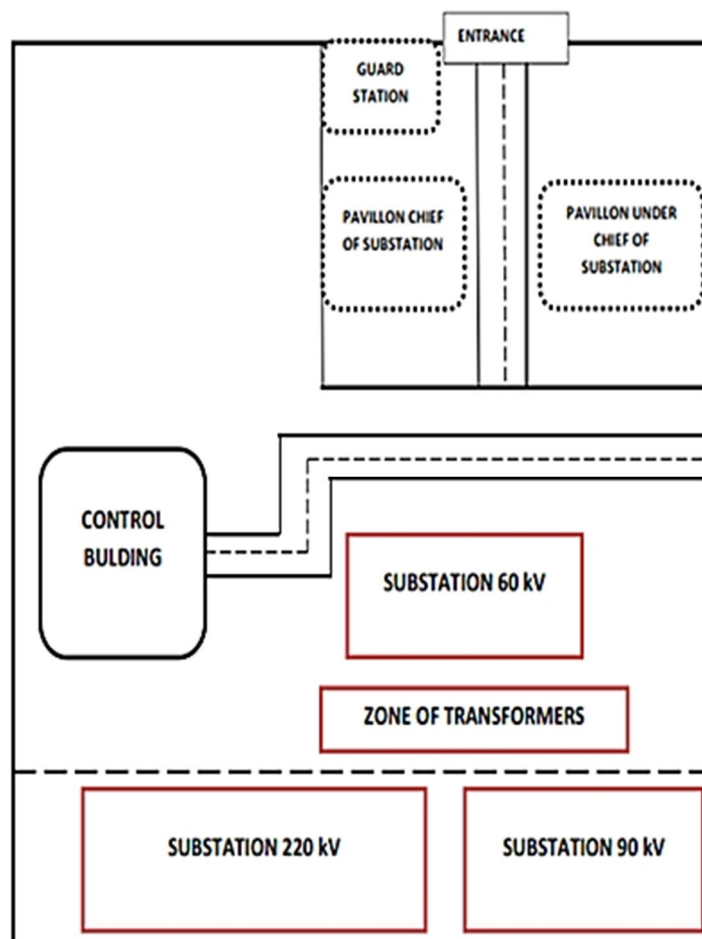 ENTRANCE
GUARD
STATION
PAVILLON CHIEF
OF SUBSTATION
PAVILLON UNDER
CHIEF OF
SUBSTATION
CONTROL
BULDING
SUBSTATION 60 kV
ZONE OF TRANSFORMERS
SUBSTATION 220 kV
SUBSTATION 90 kV